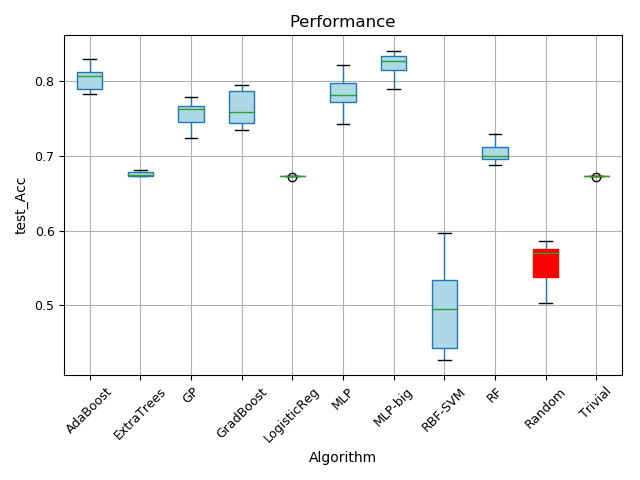 Performance
test_Acc
0.8
0.7
0.6
0.5
AdaBoost
ExtraTrees
GP
GradBoost
LogisticReg
MLP
MLP-big
RBF-SVM
RF
Random
Trivial
Algorithm